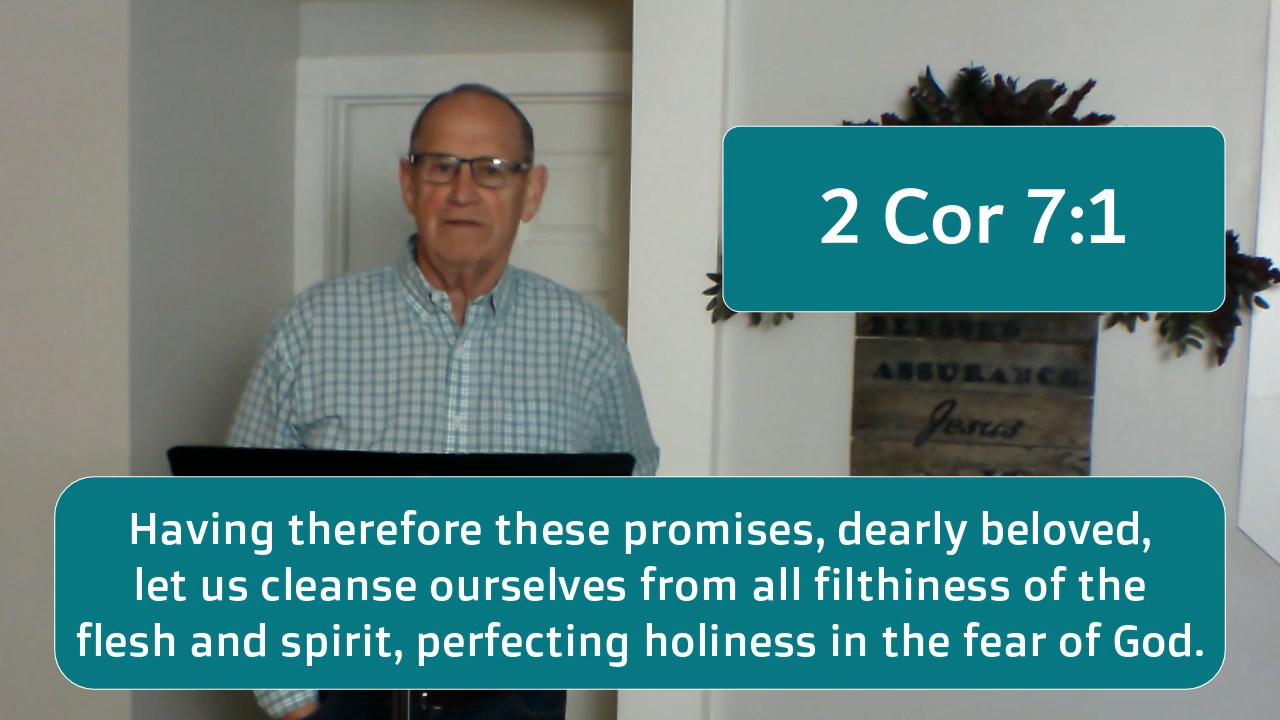 2 Cor 7:1
BLESSED
ASSURANCE
Jesus
Having therefore these promises, dearly beloved,
let us cleanse ourselves from all filthiness of the
flesh and spirit, perfecting holiness in the fear of God.